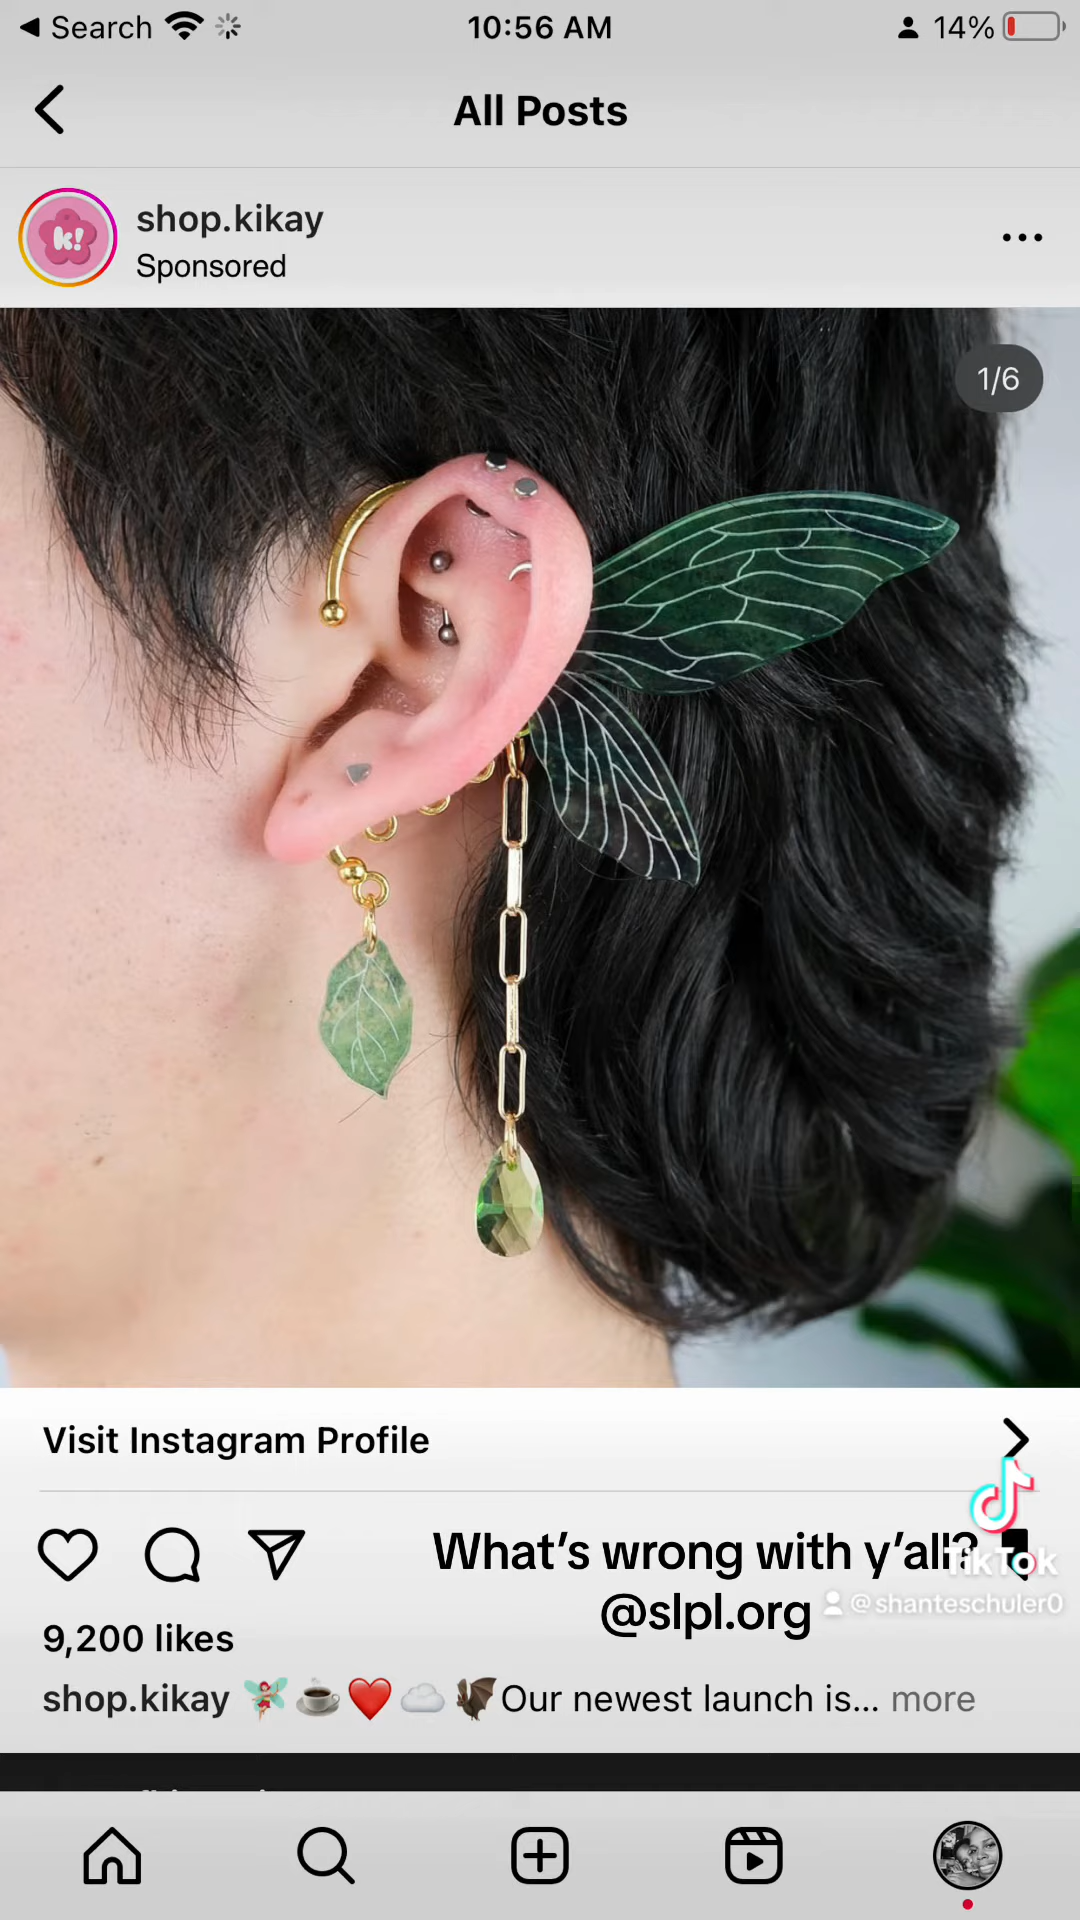 Search
10:56 AM
14%
All Posts
k!
shop.kikay
Sponsored
1/6
Visit Instagram Profile
What's wrong with y'all?
@slpl.org
TikTok
@shanteschuler0
9,200 likes
shop.kikay 🧚☕❤️☁️🦇Our newest launch is... more